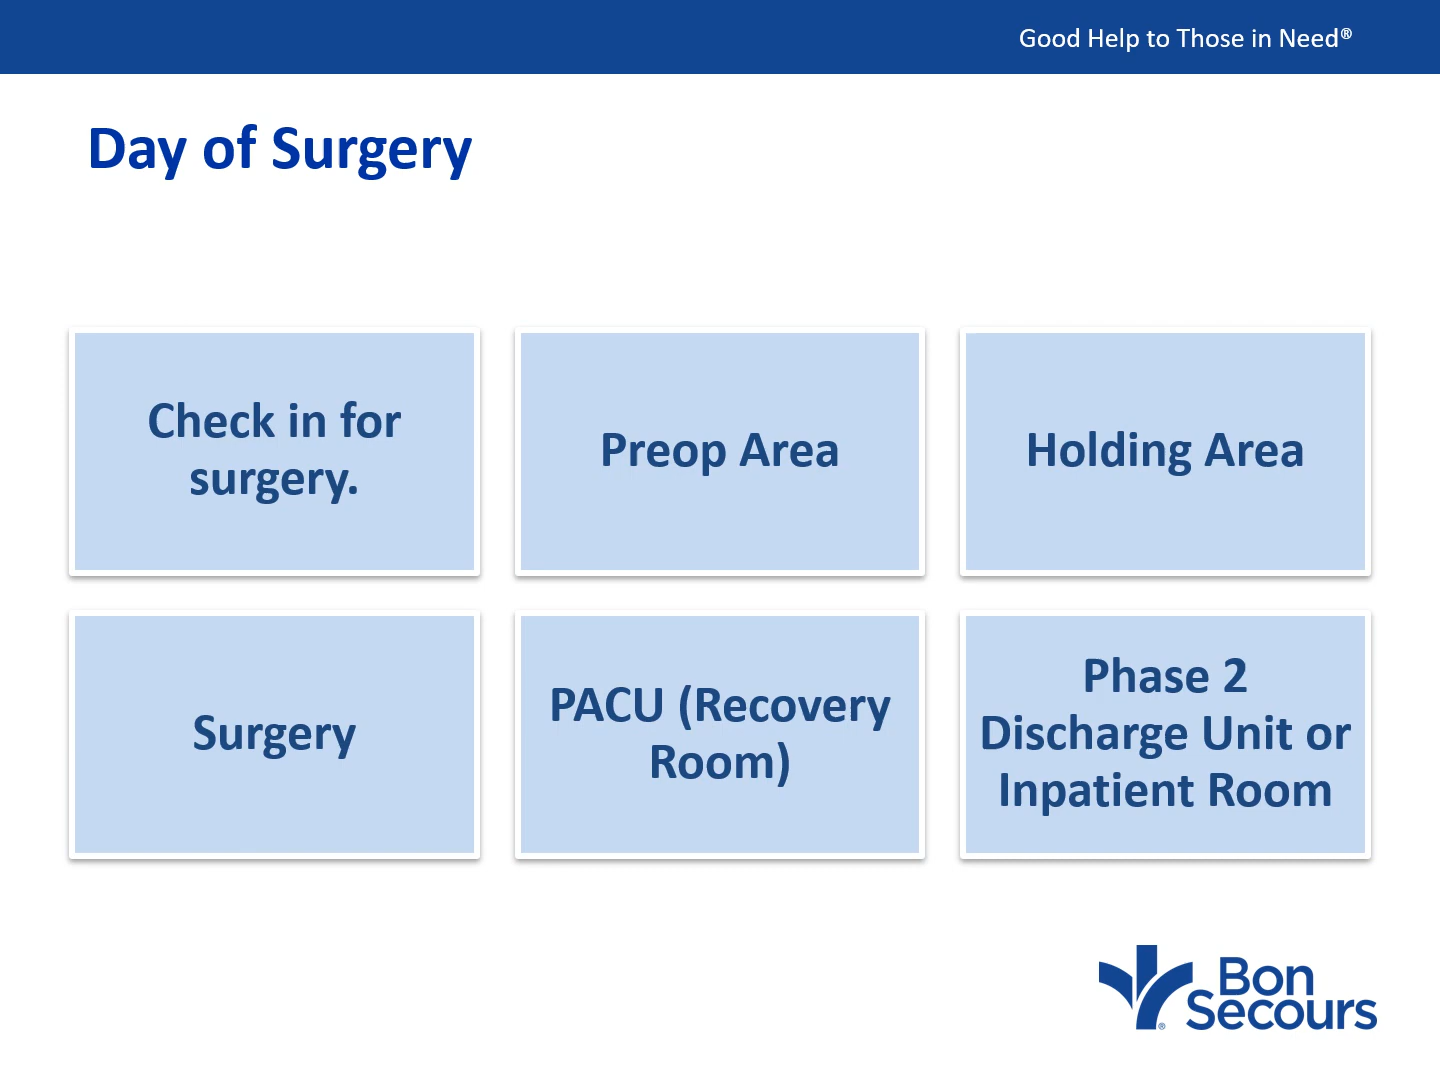 Good Help to Those in Need®
Day of Surgery
Check in for
surgery.
Preop Area
Holding Area
Surgery
PACU (Recovery
Room)
Phase 2
Discharge Unit or
Inpatient Room
Bon
Secours
®